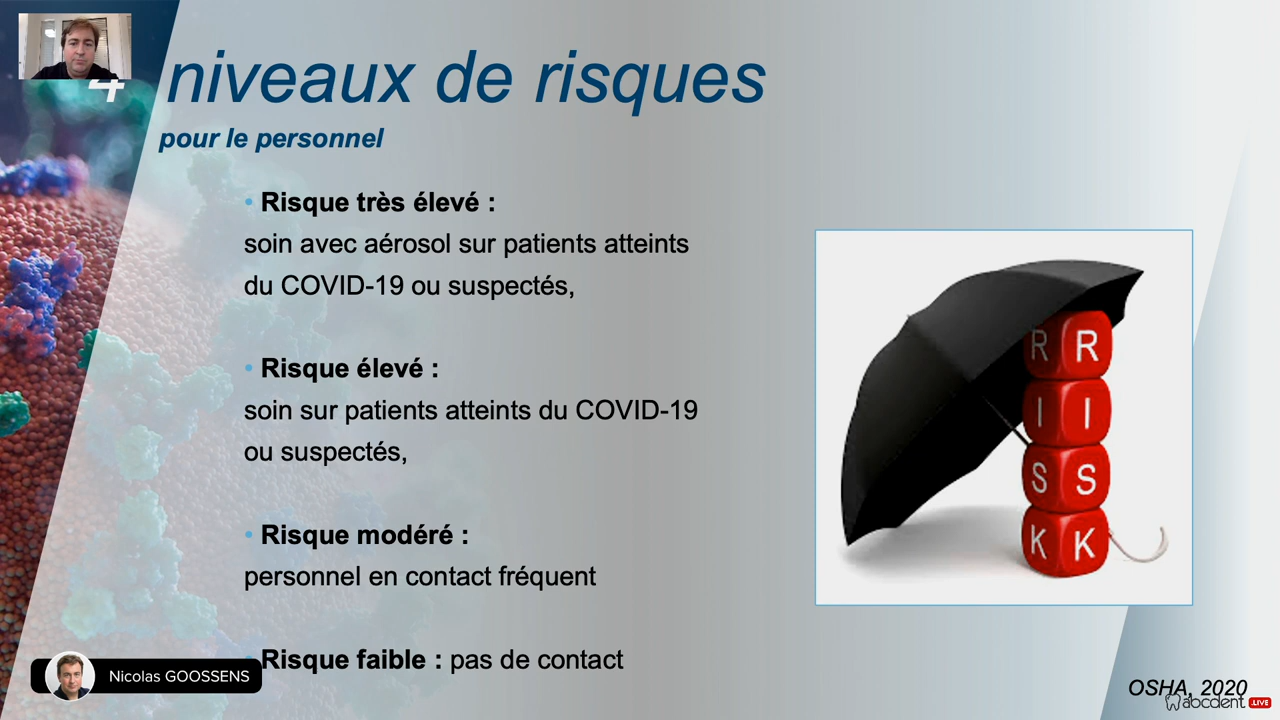 4 niveaux de risques
pour le personnel
• Risque très élevé :
soin avec aérosol sur patients atteints
du COVID-19 ou suspectés,
• Risque élevé :
soin sur patients atteints du COVID-19
ou suspectés,
• Risque modéré :
personnel en contact fréquent
• Risque faible : pas de contact
R R
I I
S S
K K
Nicolas GOOSSENS
OSHA, 2020
abcdent .LIVE